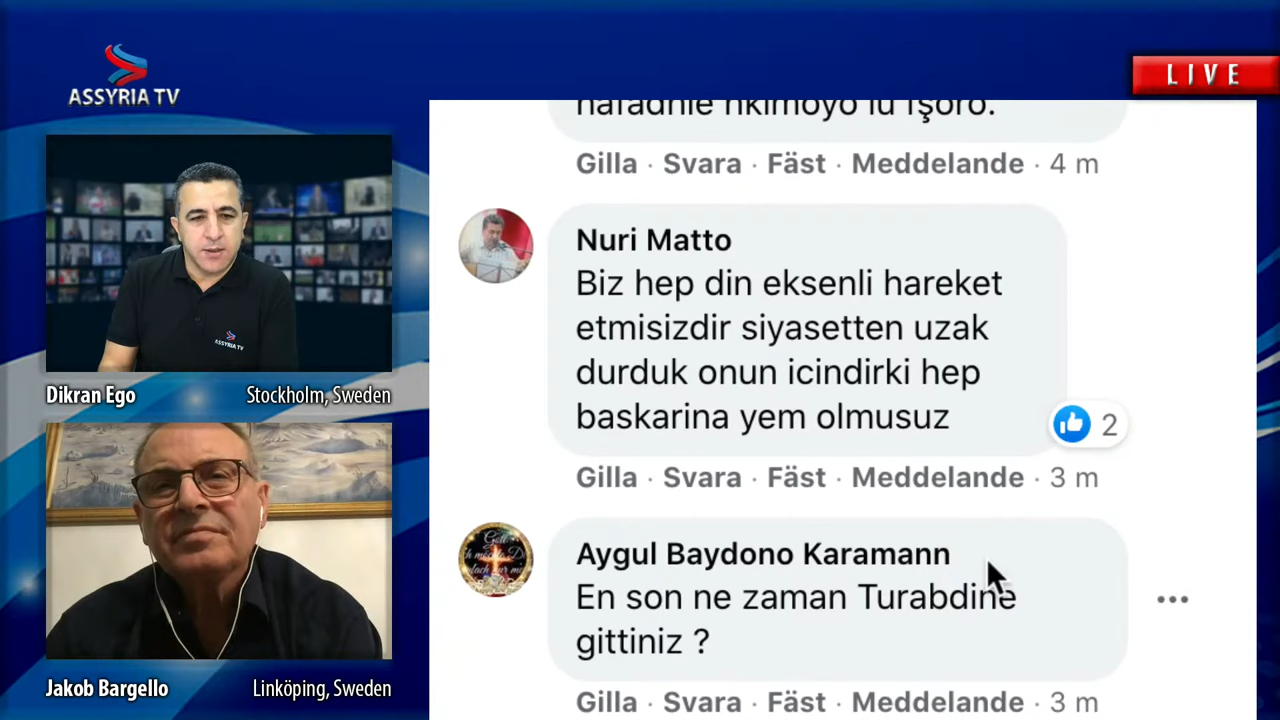 ASSYRIA TV
LIVE
ASSYRIA TV
Dikran Ego
Stockholm, Sweden
Jakob Bargello
Linköping, Sweden
Gilla · Svara · Fäst · Meddelande · 4 m
Nuri Matto
Biz hep din eksenli hareket
etmisizdir siyasetten uzak
durduk onun icindirki hep
baskarina yem olmusuz
2
Gilla · Svara · Fäst · Meddelande · 3 m
Aygul Baydono Karamann
En son ne zaman Turabdine
gittiniz ?
Gilla · Svara · Fäst · Meddelande · 3 m